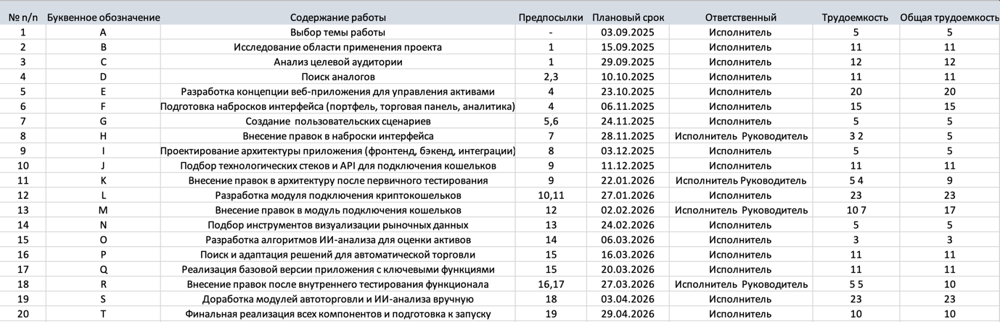 № п/п Буквенное обозначение Содержание работы Предпосылки Плановый срок Ответственный Трудоемкость Общая трудоемкость
1 A Выбор темы работы - 03.09.2025 Исполнитель 5 5
2 B Исследование области применения проекта 1 15.09.2025 Исполнитель 11 11
3 C Анализ целевой аудитории 1 29.09.2025 Исполнитель 12 12
4 D Поиск аналогов 2,3 10.10.2025 Исполнитель 11 11
5 E Разработка концепции веб-приложения для управления активами 4 23.10.2025 Исполнитель 20 20
6 F Подготовка набросков интерфейса (портфель, торговая панель, аналитика) 4 06.11.2025 Исполнитель 15 15
7 G Создание пользовательских сценариев 5,6 24.11.2025 Исполнитель 5 5
8 H Внесение правок в наброски интерфейса 7 28.11.2025 Исполнитель Руководитель 3 2 5
9 I Проектирование архитектуры приложения (фронтенд, бэкенд, интеграции) 8 03.12.2025 Исполнитель 5 5
10 J Подбор технологических стеков и API для подключения кошельков 9 11.12.2025 Исполнитель 11 11
11 K Внесение правок в архитектуру после первичного тестирования 9 22.01.2026 Исполнитель Руководитель 5 4 9
12 L Разработка модуля подключения криптокошельков 10,11 27.01.2026 Исполнитель 23 23
13 M Внесение правок в модуль подключения кошельков 12 02.02.2026 Исполнитель Руководитель 10 7 17
14 N Подбор инструментов визуализации рыночных данных 13 24.02.2026 Исполнитель 5 5
15 O Разработка алгоритмов ИИ-анализа для оценки активов 14 06.03.2026 Исполнитель 3 3
16 P Поиск и адаптация решений для автоматической торговли 15 16.03.2026 Исполнитель 11 11
17 Q Реализация базовой версии приложения с ключевыми функциями 15 20.03.2026 Исполнитель 11 11
18 R Внесение правок после внутреннего тестирования функционала 16,17 27.03.2026 Исполнитель Руководитель 5 5 10
19 S Доработка модулей автоторговли и ИИ-анализа вручную 18 03.04.2026 Исполнитель 23 23
20 T Финальная реализация всех компонентов и подготовка к запуску 19 29.04.2026 Исполнитель 10 10